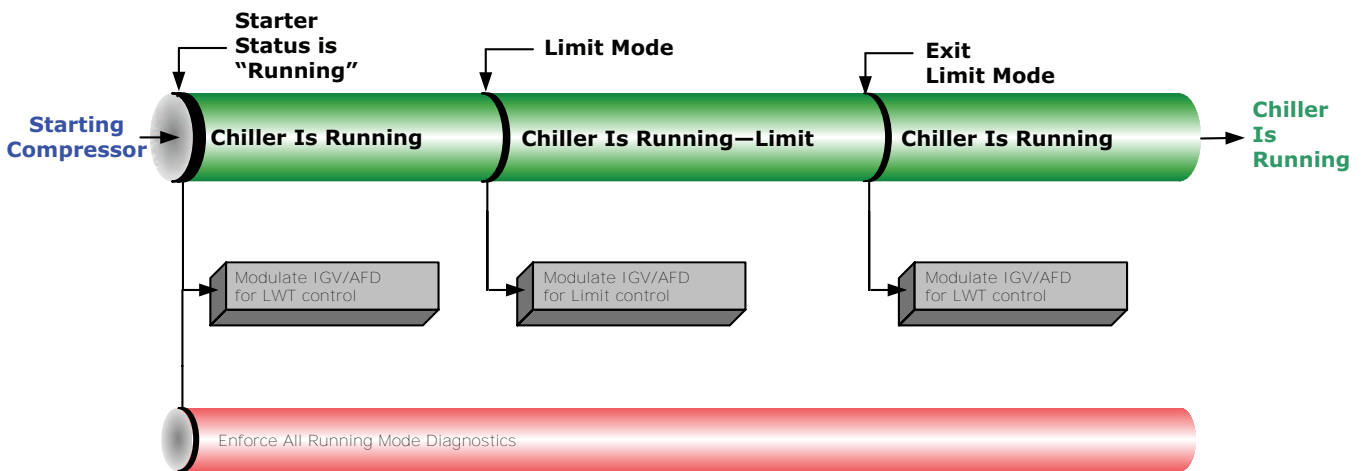 Starter
Status is
“Running”
Limit Mode
Exit
Limit Mode
Starting
Compressor
Chiller Is Running
Chiller Is Running—Limit
Chiller Is Running
Chiller
Is
Running
Modulate IGV/AFD
for LWT control
Modulate IGV/AFD
for Limit control
Modulate IGV/AFD
for LWT control
Enforce All Running Mode Diagnostics